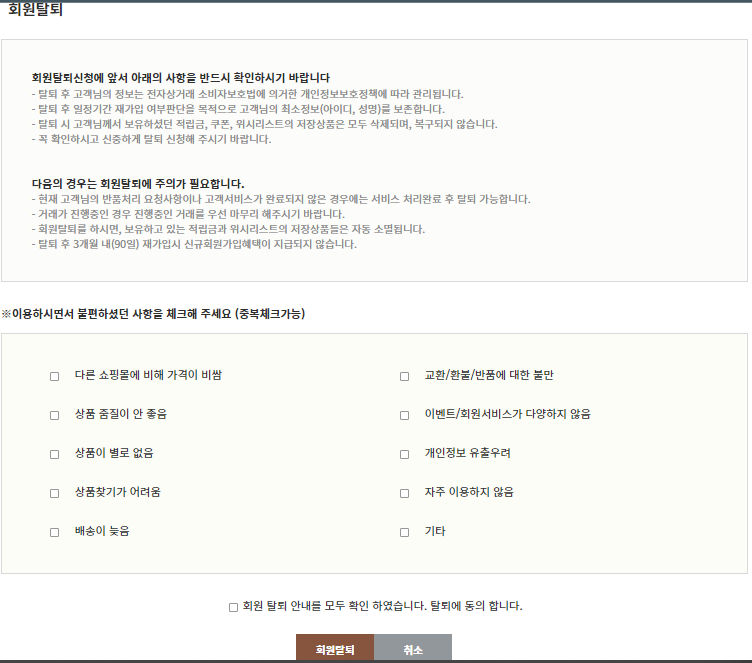 회원탈퇴
회원탈퇴신청에 앞서 아래의 사항을 반드시 확인하시기 바랍니다
- 탈퇴 후 고객님의 정보는 전자상거래 소비자보호법에 의거한 개인정보보호정책에 따라 관리됩니다.
- 탈퇴 후 일정기간 재가입 여부판단을 목적으로 고객님의 최소정보(아이디, 성명)를 보존합니다.
- 탈퇴 시 고객님께서 보유하셨던 적립금, 쿠폰, 위시리스트의 저장상품은 모두 삭제되며, 복구되지 않습니다.
- 꼭 확인하시고 신중하게 탈퇴 신청해 주시기 바랍니다.
다음의 경우는 회원탈퇴에 주의가 필요합니다.
- 현재 고객님의 반품처리 요청사항이나 고객서비스가 완료되지 않은 경우에는 서비스 처리완료 후 탈퇴 가능합니다.
- 거래가 진행중인 경우 진행중인 거래를 우선 마무리 해주시기 바랍니다.
- 회원탈퇴를 하시면, 보유하고 있는 적립금과 위시리스트의 저장상품들은 자동 소멸됩니다.
- 탈퇴 후 3개월 내(90일) 재가입시 신규회원가입혜택이 지급되지 않습니다.
※이용하시면서 불편하셨던 사항을 체크해 주세요 (중복체크가능)
다른 쇼핑몰에 비해 가격이 비쌈
교환/환불/반품에 대한 불만
상품 품질이 안 좋음
이벤트/회원서비스가 다양하지 않음
상품이 별로 없음
개인정보 유출우려
상품찾기가 어려움
자주 이용하지 않음
배송이 늦음
기타
회원 탈퇴 안내를 모두 확인 하였습니다. 탈퇴에 동의 합니다.
회원탈퇴 취소